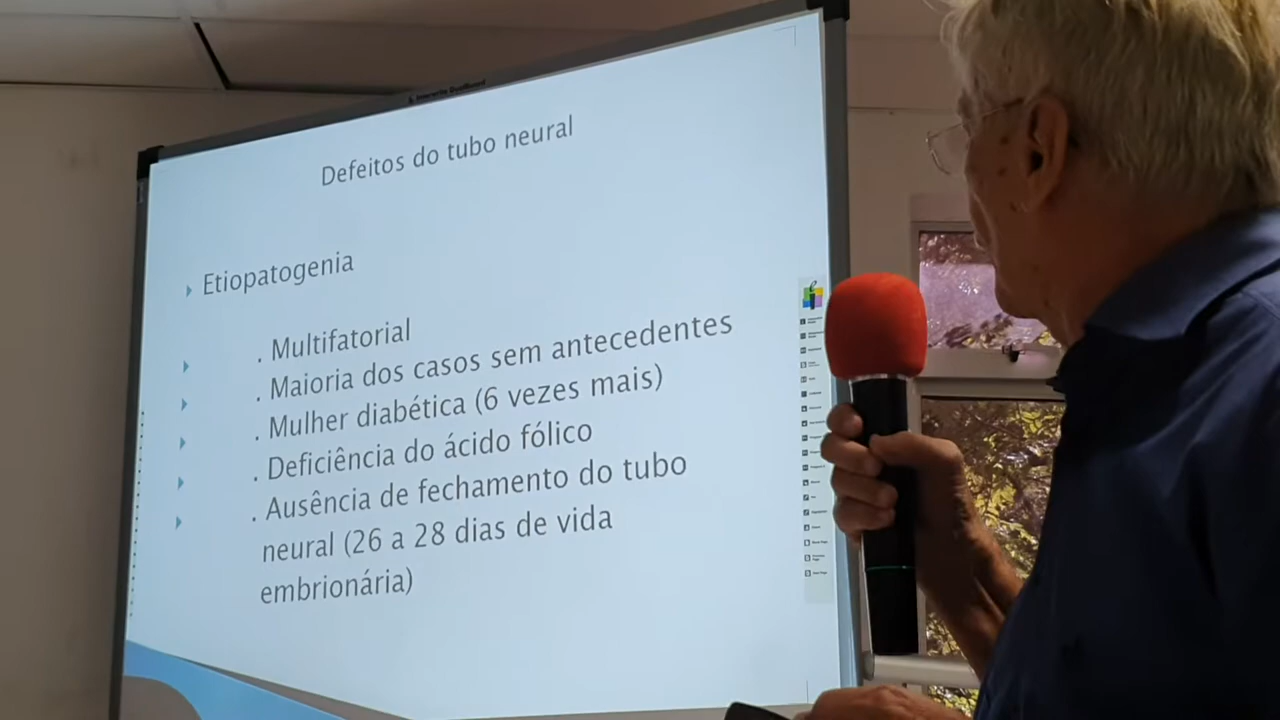 Defeitos do tubo neural
Etiopatogenia
. Multifatorial
. Maioria dos casos sem antecedentes
. Mulher diabética (6 vezes mais)
. Deficiência do ácido fólico
. Ausência de fechamento do tubo
neural (26 a 28 dias de vida
embrionária)